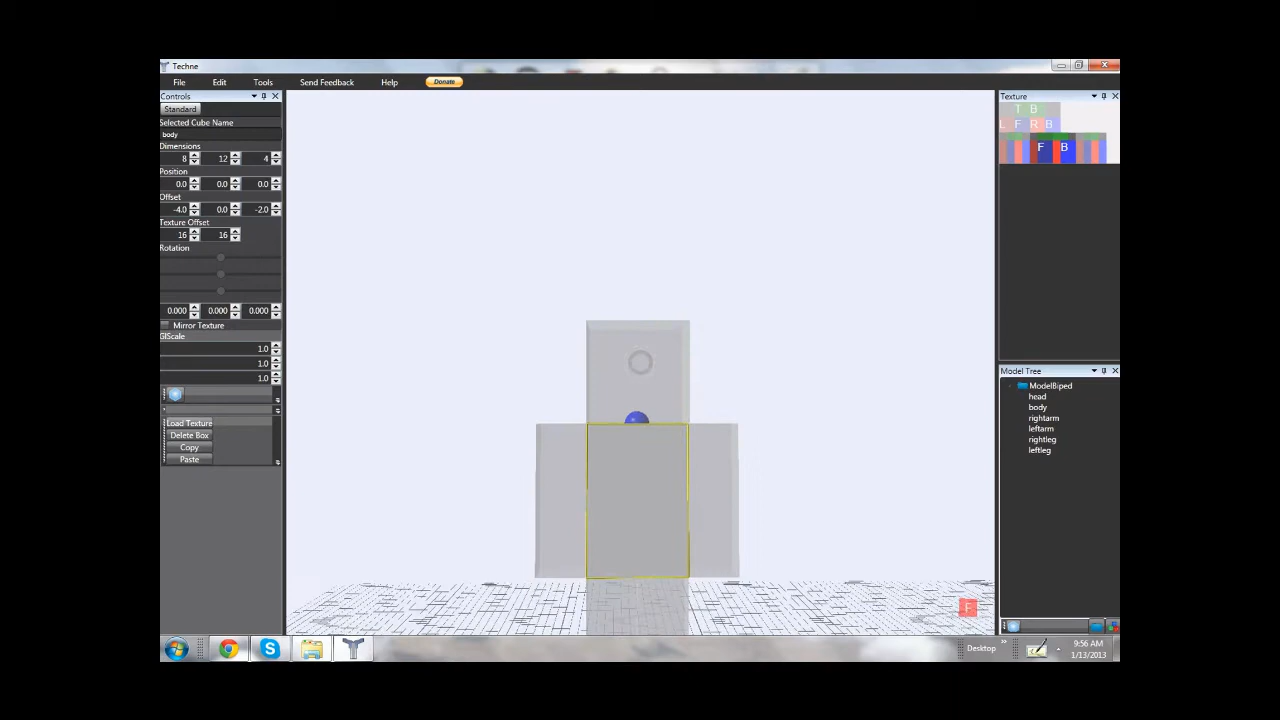 Techne
File Edit Tools Send Feedback Help Donate
Controls
Standard
Selected Cube Name
body
Dimensions
8 12 4
Position
0.0 0.0 0.0
Offset
-4.0 0.0 -2.0
Texture Offset
16 16
Rotation
0.000 0.000 0.000
Mirror Texture
GlScale
1.0
1.0
1.0
Load Texture
Delete Box
Copy
Paste
F
Texture
T B
L F R B
F B
Model Tree
ModelBiped
head
body
rightarm
leftarm
rightleg
leftleg
Desktop
9:56 AM
1/13/2013